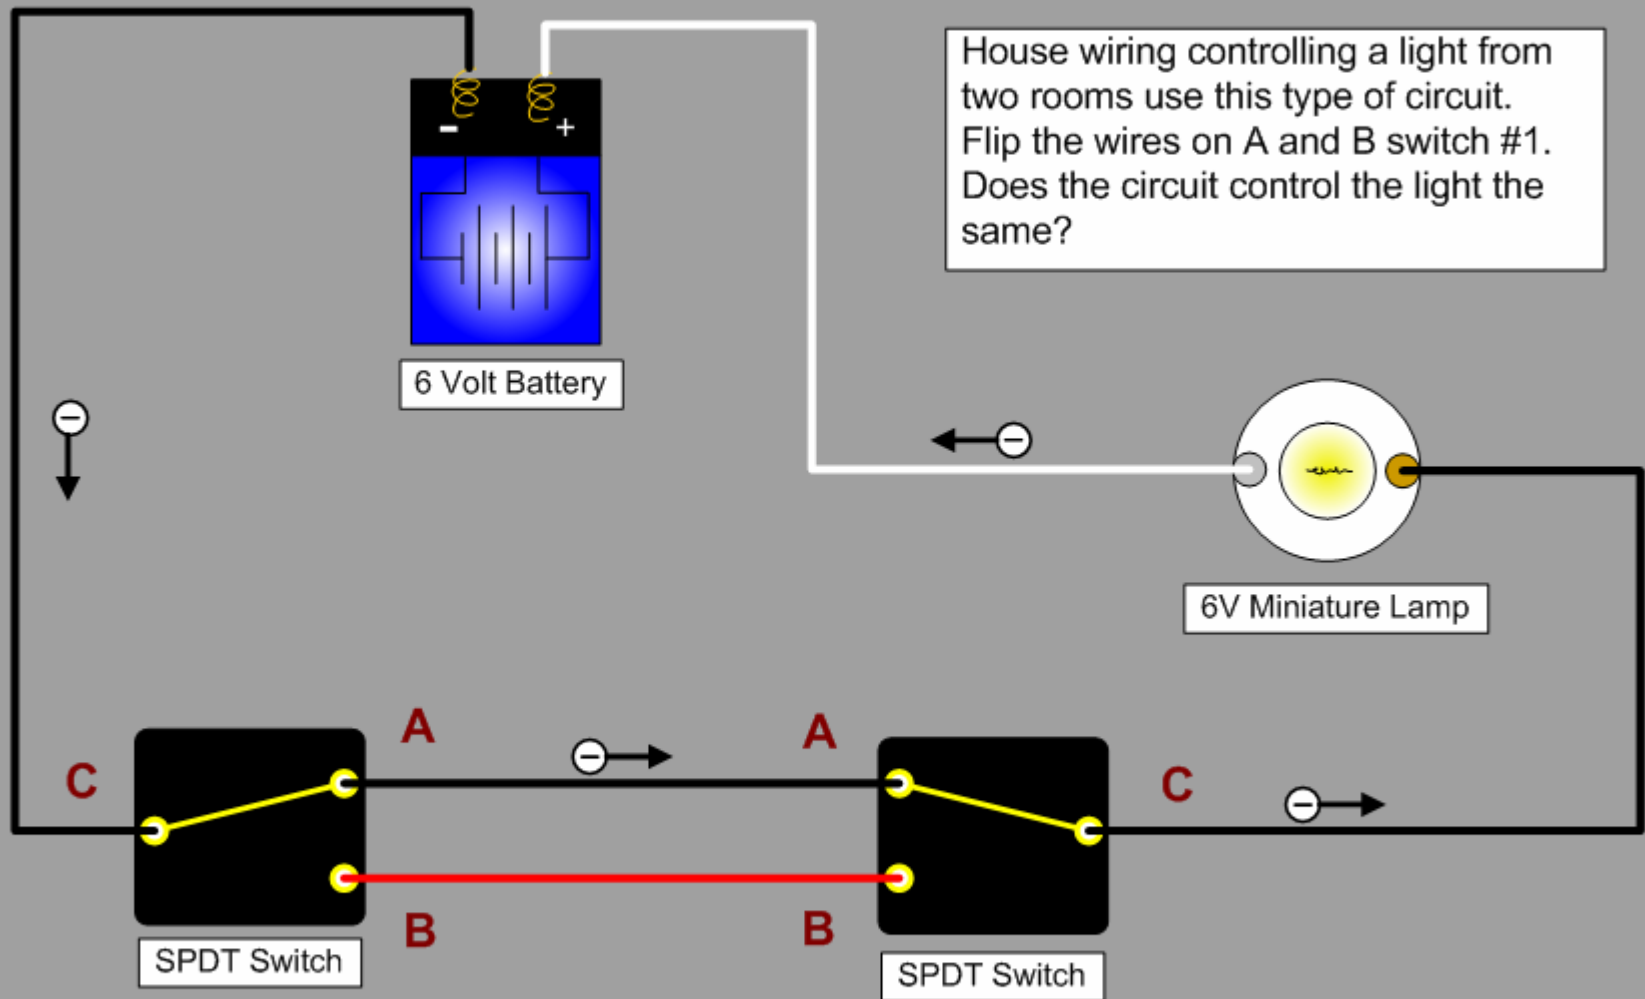 House wiring controlling a light from
two rooms use this type of circuit.
Flip the wires on A and B switch #1.
Does the circuit control the light the
same?
- +
6 Volt Battery
6V Miniature Lamp
A
A
C
C
B
B
SPDT Switch
SPDT Switch